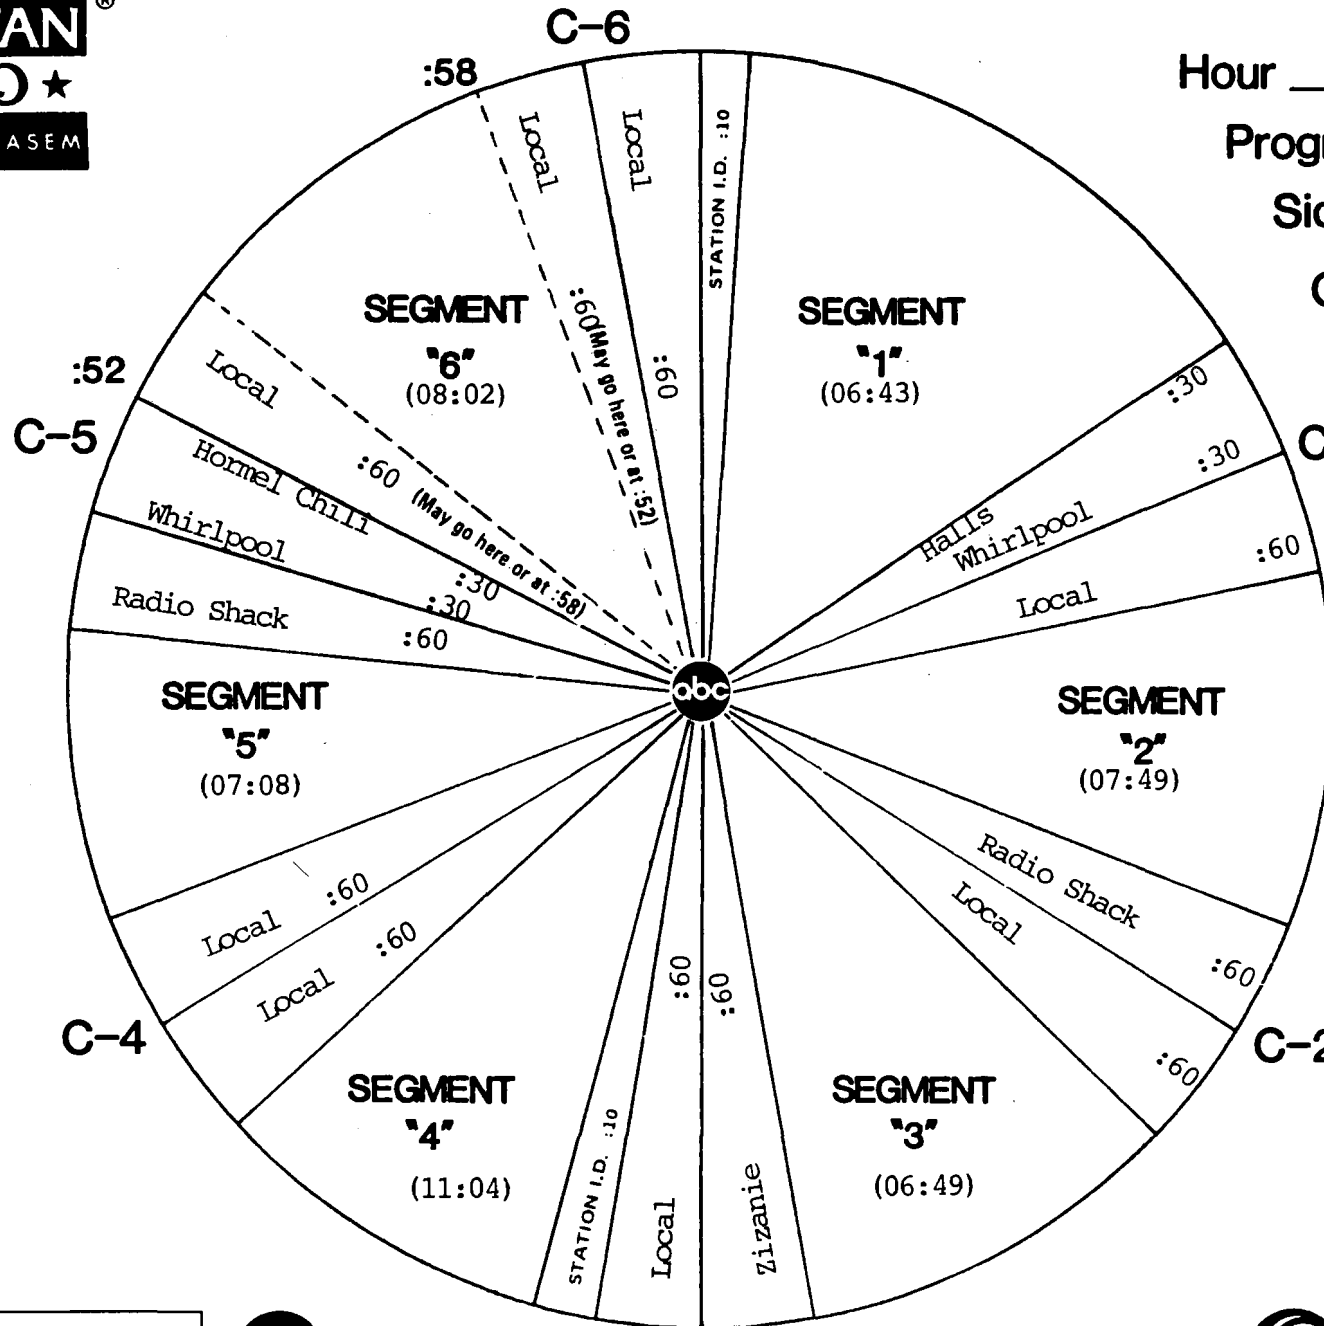 ®
C-6
:58
Hour
Local
:60
(May go here or at :52)
Local
:60
STATION I.D. :10
SEGMENT
"1"
(06:43)
Halls
:30
Whirlpool
:30
Local
:60
SEGMENT
"2"
(07:49)
Radio Shack
:60
C-2
Local
:60
SEGMENT
"3"
(06:49)
Zizanie
:60
Local
:60
STATION I.D. :10
SEGMENT
"4"
(11:04)
C-4
Local
:60
Local
:60
SEGMENT
"5"
(07:08)
Radio Shack
:60
Whirlpool
:30
C-5
Hormel Chili
:30
:52
Local
:60
(May go here or at :58)
SEGMENT
"6"
(08:02)
abc